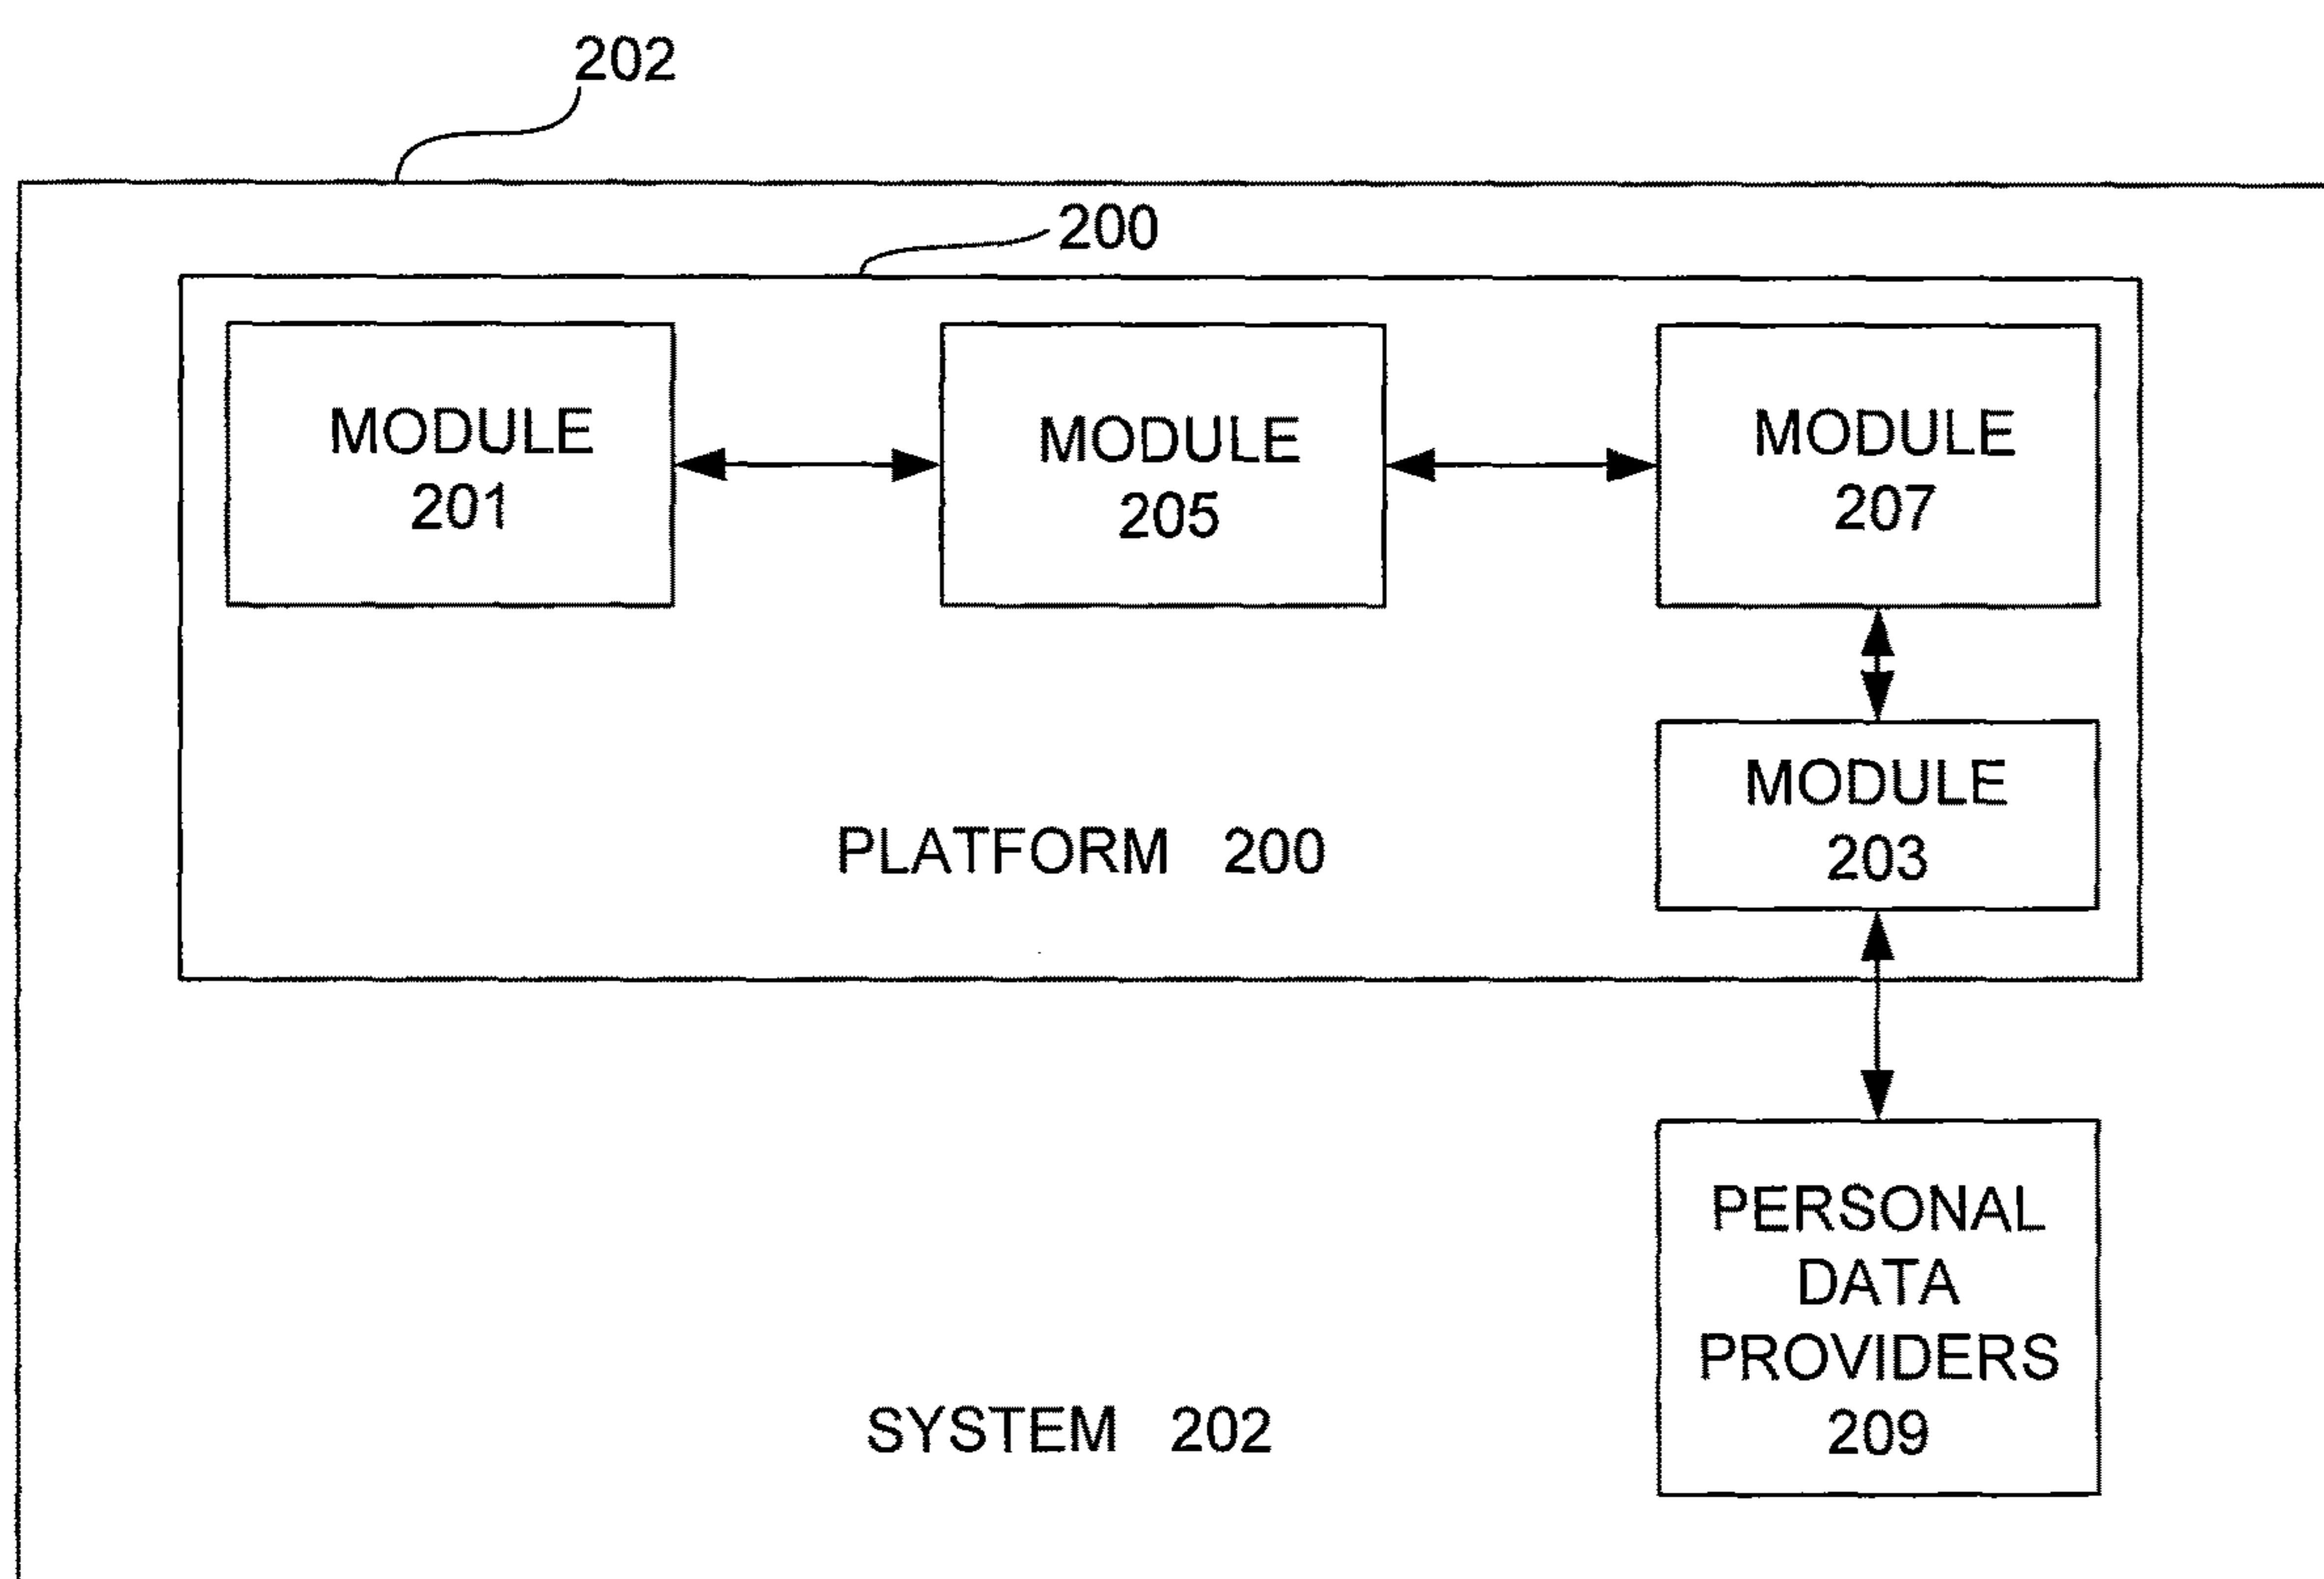 202
200
MODULE
201
MODULE
205
MODULE
207
MODULE
203
PLATFORM 200
PERSONAL
DATA
PROVIDERS
209
SYSTEM 202